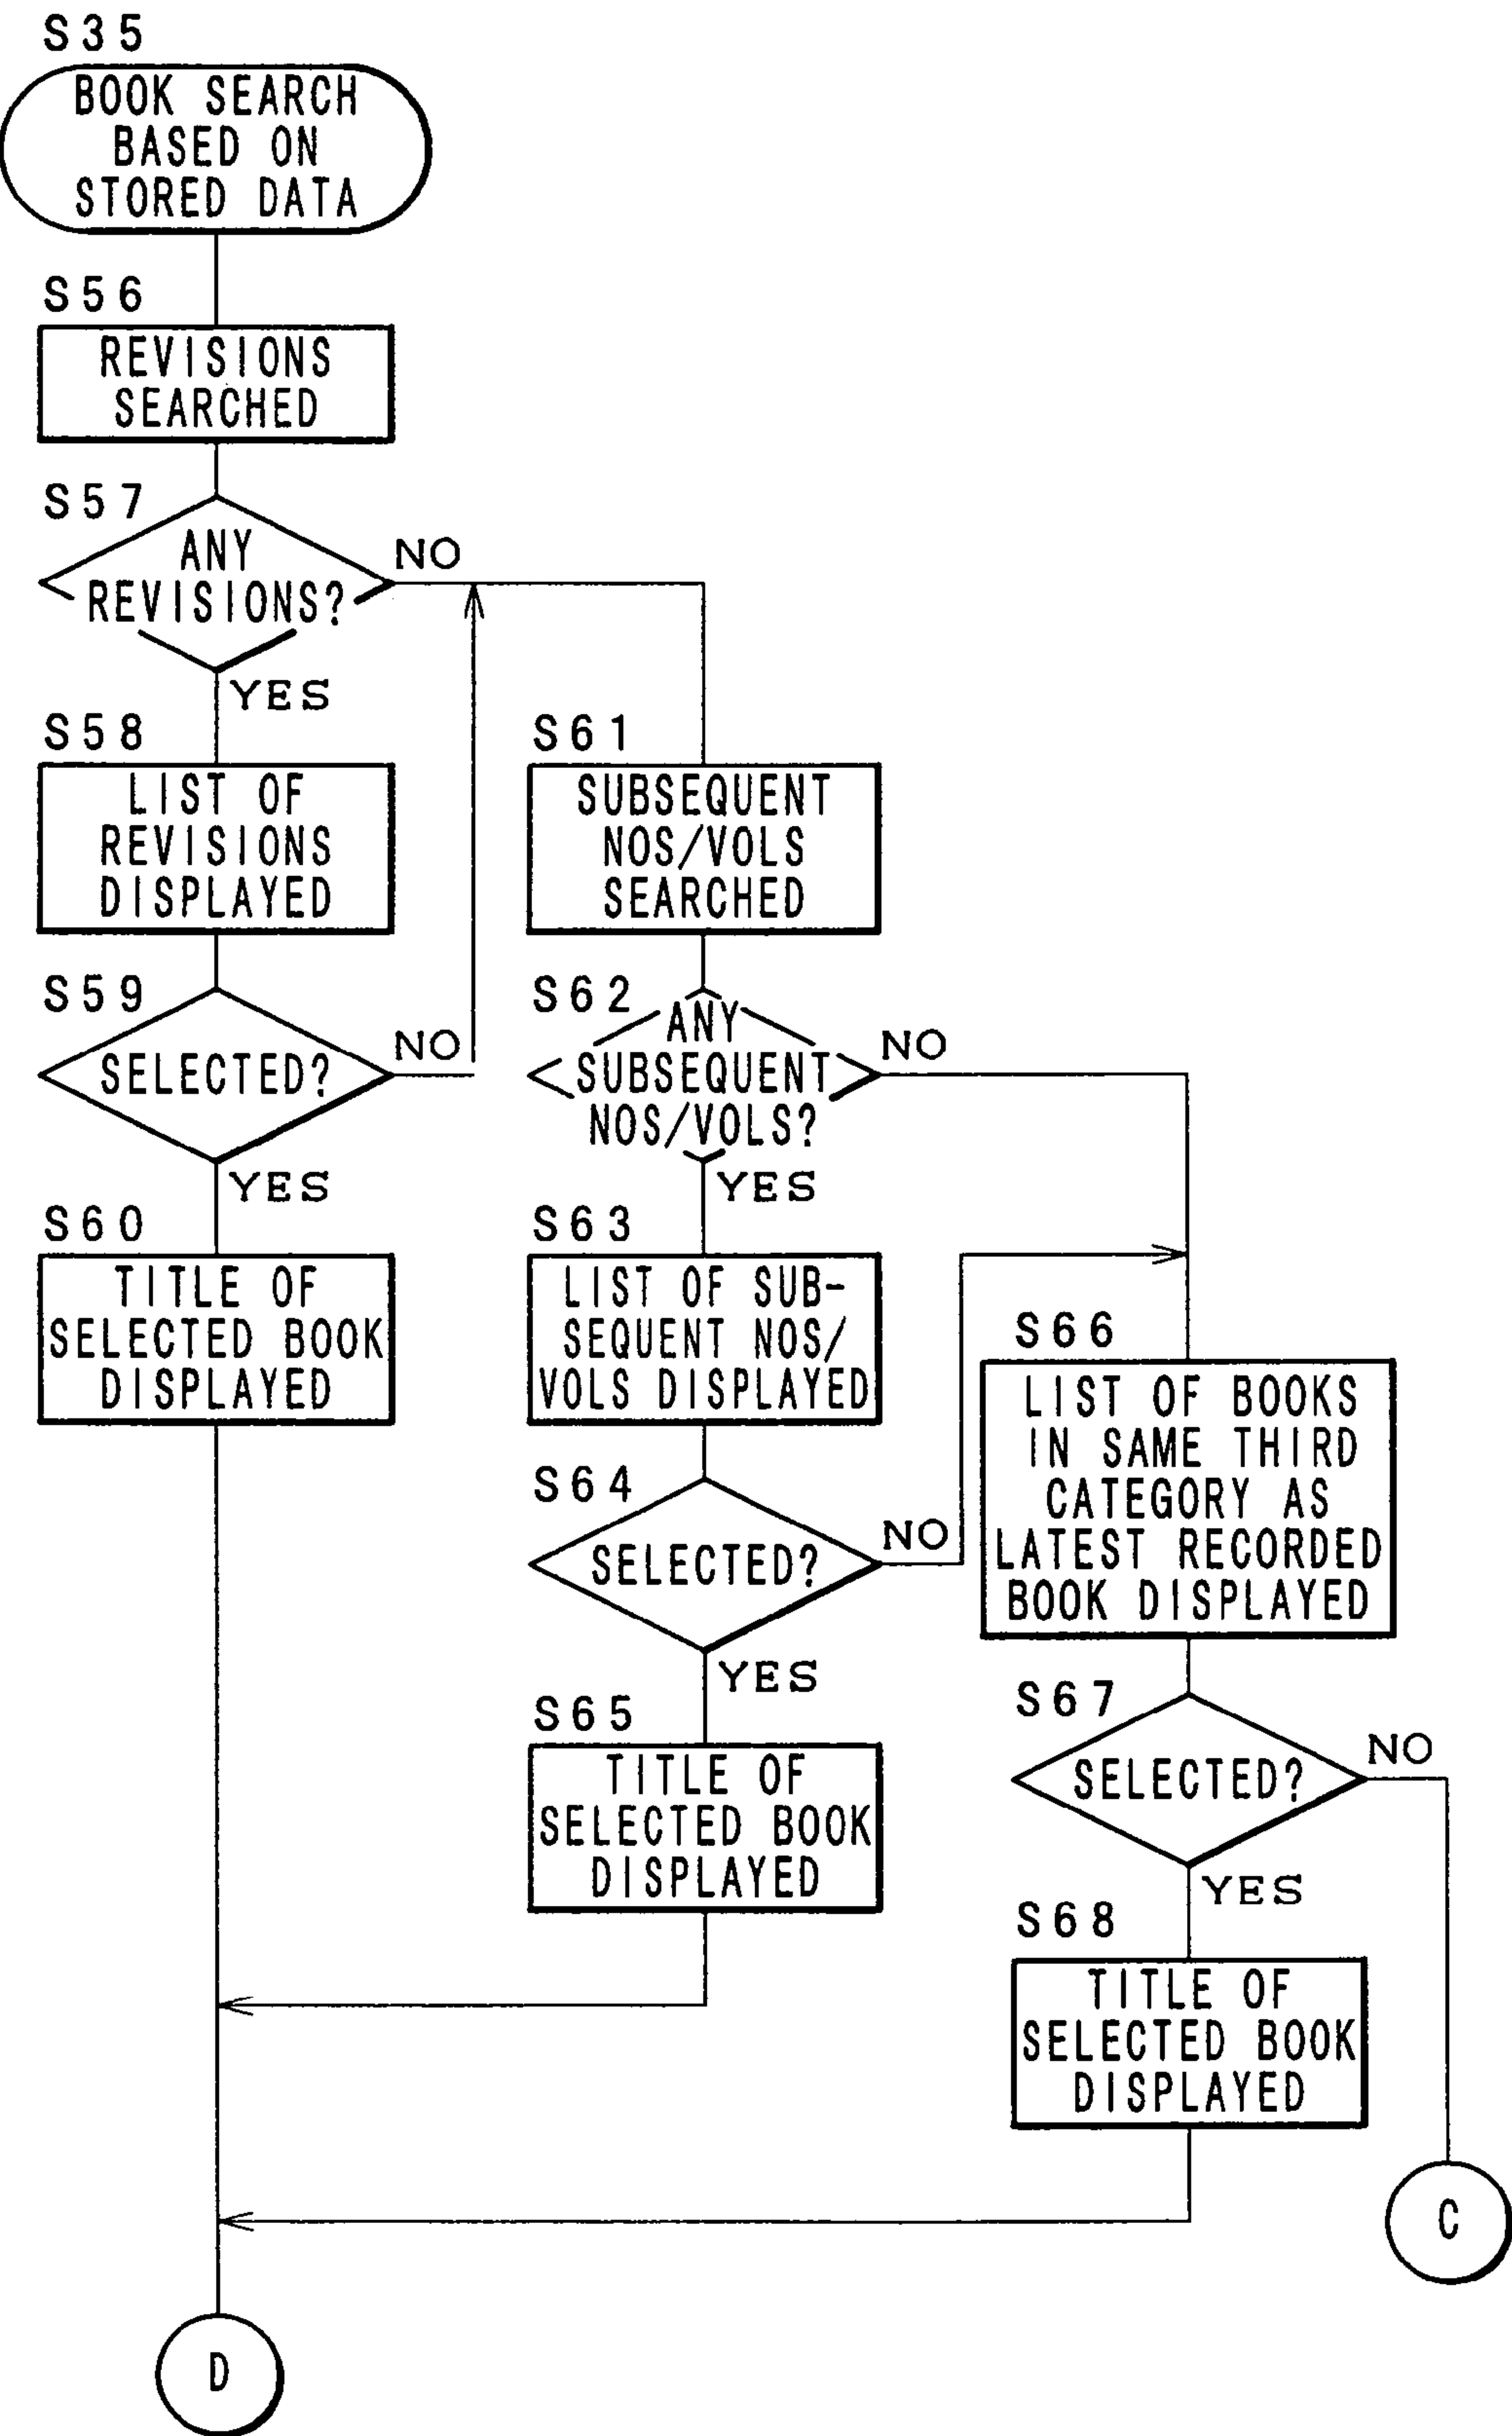 S35
BOOK SEARCH
BASED ON
STORED DATA
S56
REVISIONS
SEARCHED
S57
ANY
REVISIONS?
NO
YES
S58
LIST OF
REVISIONS
DISPLAYED
S59
SELECTED?
NO
YES
S60
TITLE OF
SELECTED BOOK
DISPLAYED
S61
SUBSEQUENT
NOS/VOLS
SEARCHED
S62
ANY
SUBSEQUENT
NOS/VOLS?
NO
YES
S63
LIST OF SUB-
SEQUENT NOS/
VOLS DISPLAYED
S64
SELECTED?
NO
YES
S65
TITLE OF
SELECTED BOOK
DISPLAYED
S66
LIST OF BOOKS
IN SAME THIRD
CATEGORY AS
LATEST RECORDED
BOOK DISPLAYED
S67
SELECTED?
NO
YES
S68
TITLE OF
SELECTED BOOK
DISPLAYED
C
D